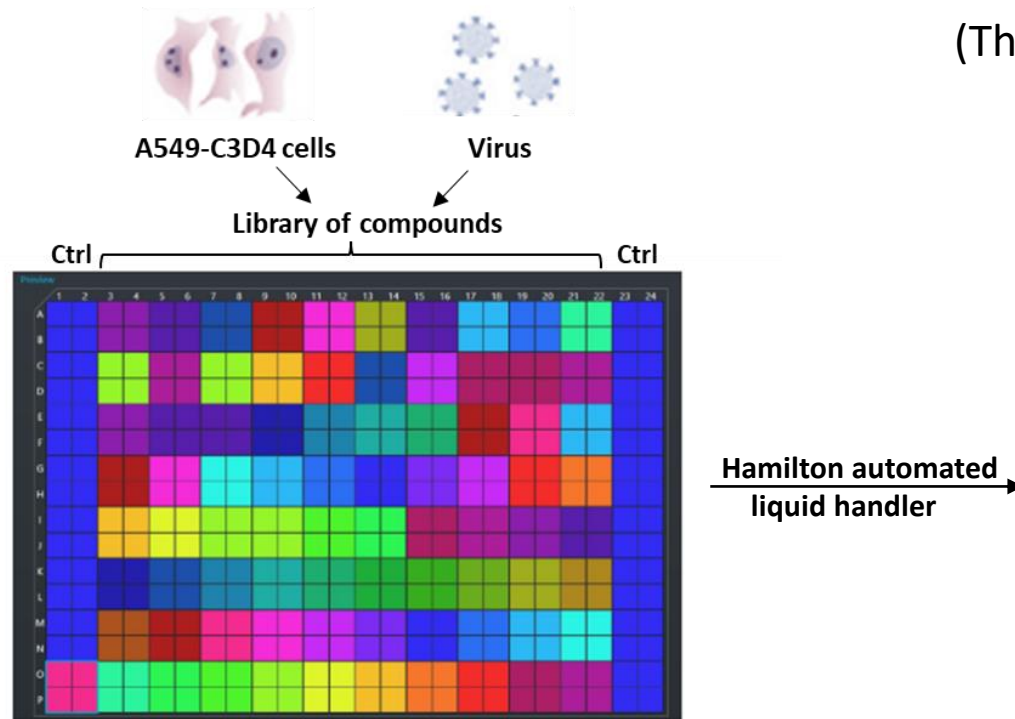 (Th
A549-C3D4 cells
Virus
Library of compounds
Ctrl
Ctrl
Preview
1 2 3 4 5 6 7 8 9 10 11 12 13 14 15 16 17 18 19 20 21 22 23 24
A
B
C
D
E
F
G
H
I
J
K
L
M
N
O
P
Hamilton automated
liquid handler